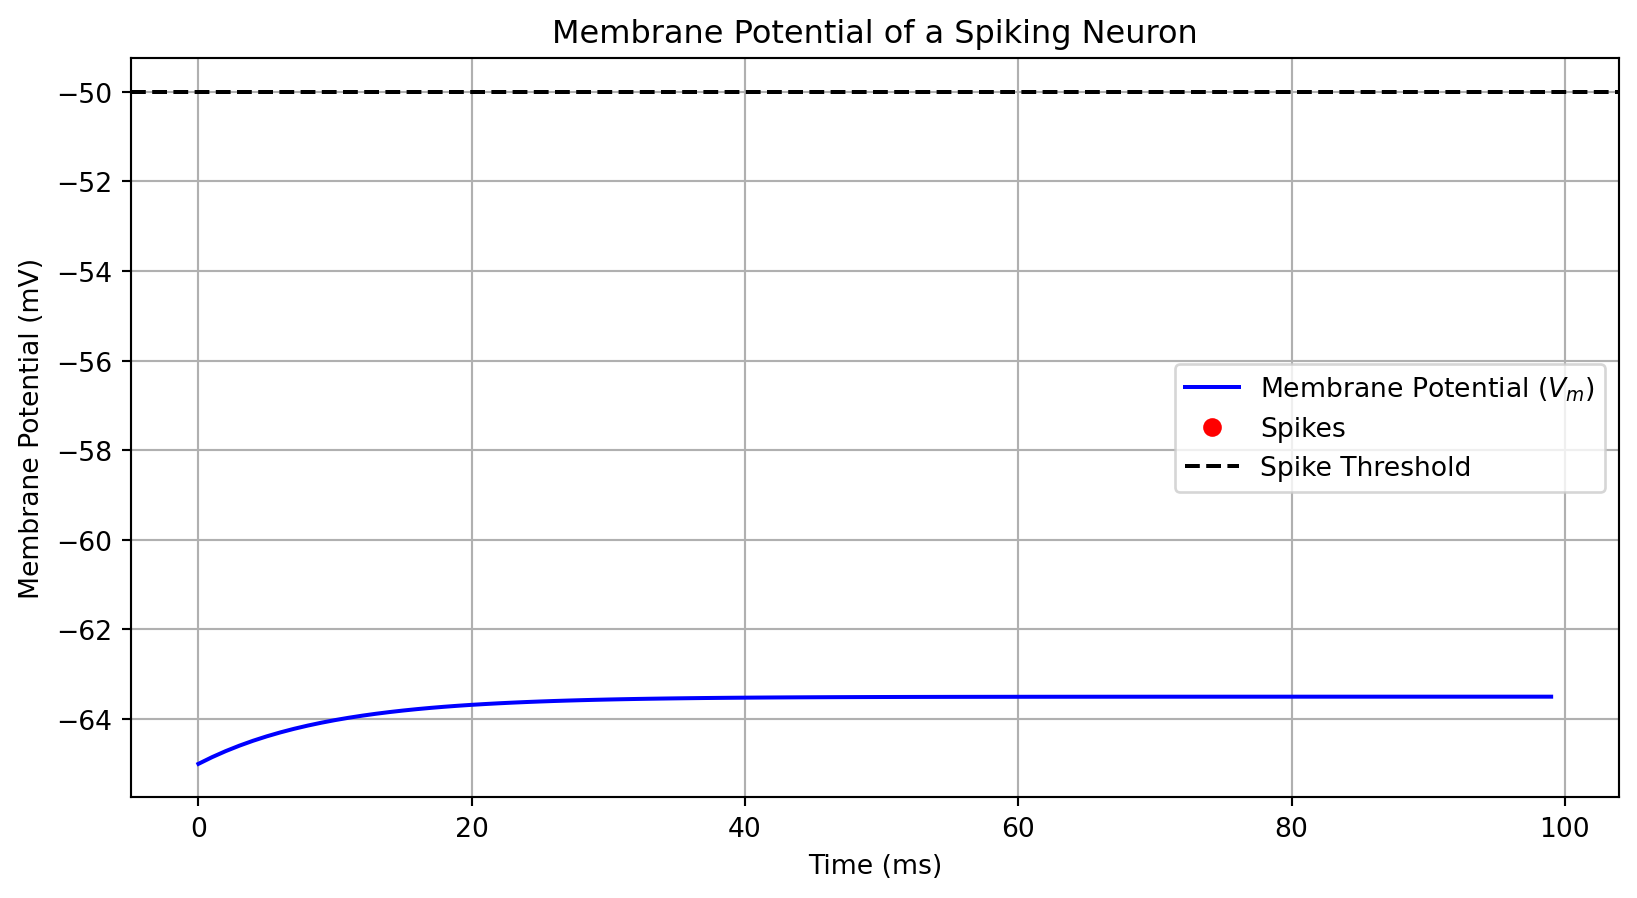 Membrane Potential of a Spiking Neuron
Membrane Potential (mV)
−50
−52
−54
−56
−58
−60
−62
−64
Membrane Potential (Vₘ)
Spikes
Spike Threshold
0
20
40
60
80
100
Time (ms)